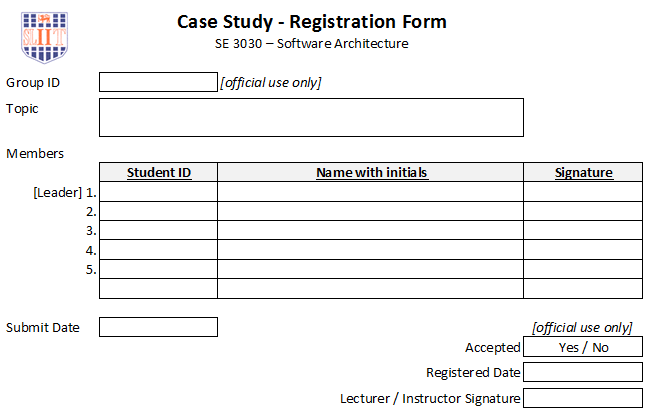 SLIIT
Case Study - Registration Form
SE 3030 – Software Architecture
Group ID
[official use only]
Topic
Members
Student ID Name with initials Signature
[Leader] 1.
2.
3.
4.
5.
Submit Date
[official use only]
Accepted Yes / No
Registered Date
Lecturer / Instructor Signature